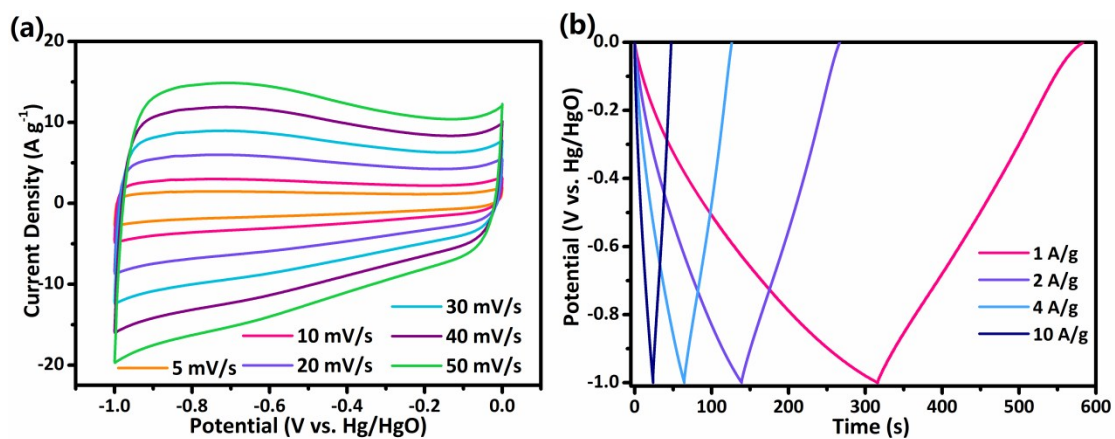 (a)
20
10
0
-10
-20
Current Density (A g⁻¹)
30 mV/s
10 mV/s
40 mV/s
5 mV/s
20 mV/s
50 mV/s
-1.0
-0.8
-0.6
-0.4
-0.2
0.0
Potential (V vs. Hg/HgO)
(b)
0.0
-0.2
-0.4
-0.6
-0.8
-1.0
Potential (V vs. Hg/HgO)
1 A/g
2 A/g
4 A/g
10 A/g
0
100
200
300
400
500
600
Time (s)